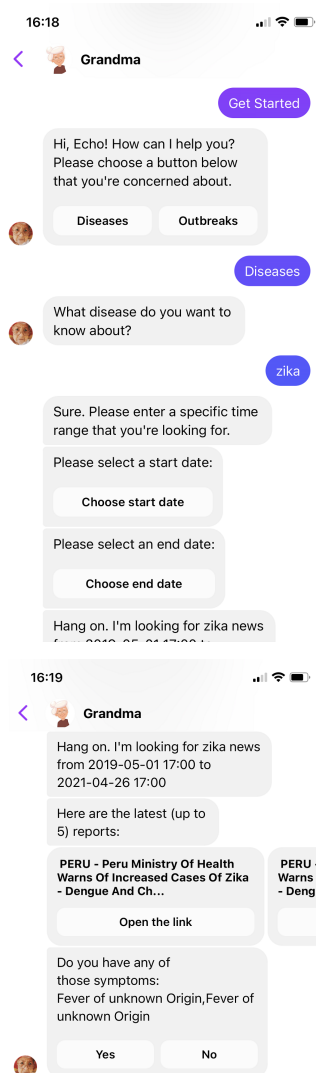 16:18
Grandma
Get Started
Hi, Echo! How can I help you?
Please choose a button below
that you're concerned about.
Diseases Outbreaks
Diseases
What disease do you want to
know about?
zika
Sure. Please enter a specific time
range that you're looking for.
Please select a start date:
Choose start date
Please select an end date:
Choose end date
Hang on. I'm looking for zika news
16:19
Grandma
Hang on. I'm looking for zika news
from 2019-05-01 17:00 to
2021-04-26 17:00
Here are the latest (up to
5) reports:
PERU - Peru Ministry Of Health
Warns Of Increased Cases Of Zika
- Dengue And Ch...
Open the link
PERU -
Warns
- Deng
Do you have any of
those symptoms:
Fever of unknown Origin,Fever of
unknown Origin
Yes No